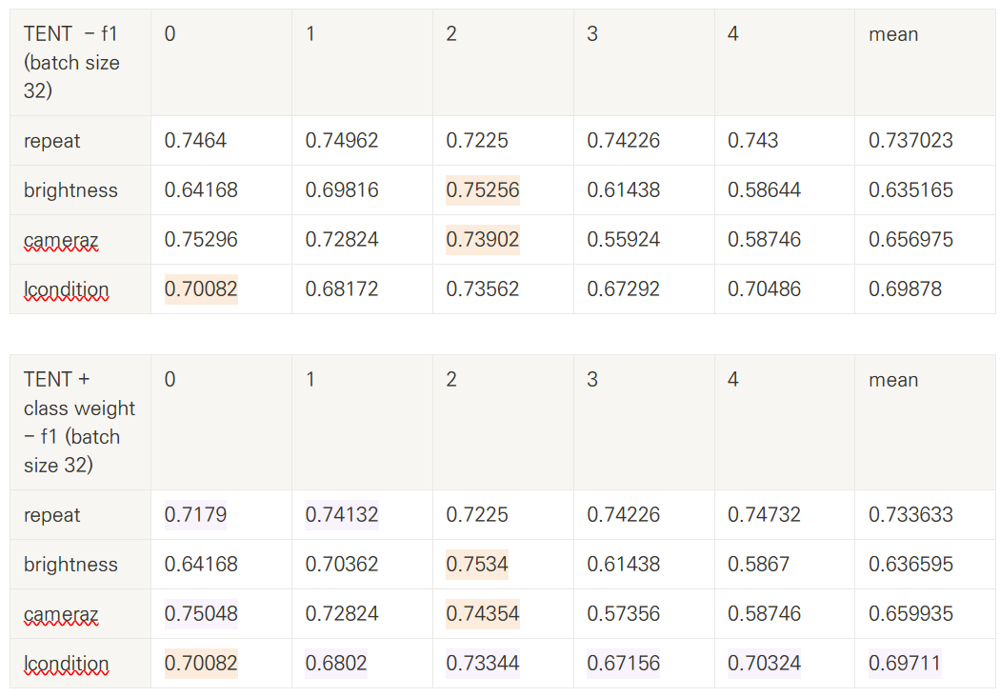 TENT – f1 (batch size 32) 0 1 2 3 4 mean
repeat 0.7464 0.74962 0.7225 0.74226 0.743 0.737023
brightness 0.64168 0.69816 0.75256 0.61438 0.58644 0.635165
cameraz 0.75296 0.72824 0.73902 0.55924 0.58746 0.656975
lcondition 0.70082 0.68172 0.73562 0.67292 0.70486 0.69878
TENT + class weight – f1 (batch size 32) 0 1 2 3 4 mean
repeat 0.7179 0.74132 0.7225 0.74226 0.74732 0.733633
brightness 0.64168 0.70362 0.7534 0.61438 0.5867 0.636595
cameraz 0.75048 0.72824 0.74354 0.57356 0.58746 0.659935
lcondition 0.70082 0.6802 0.73344 0.67156 0.70324 0.69711